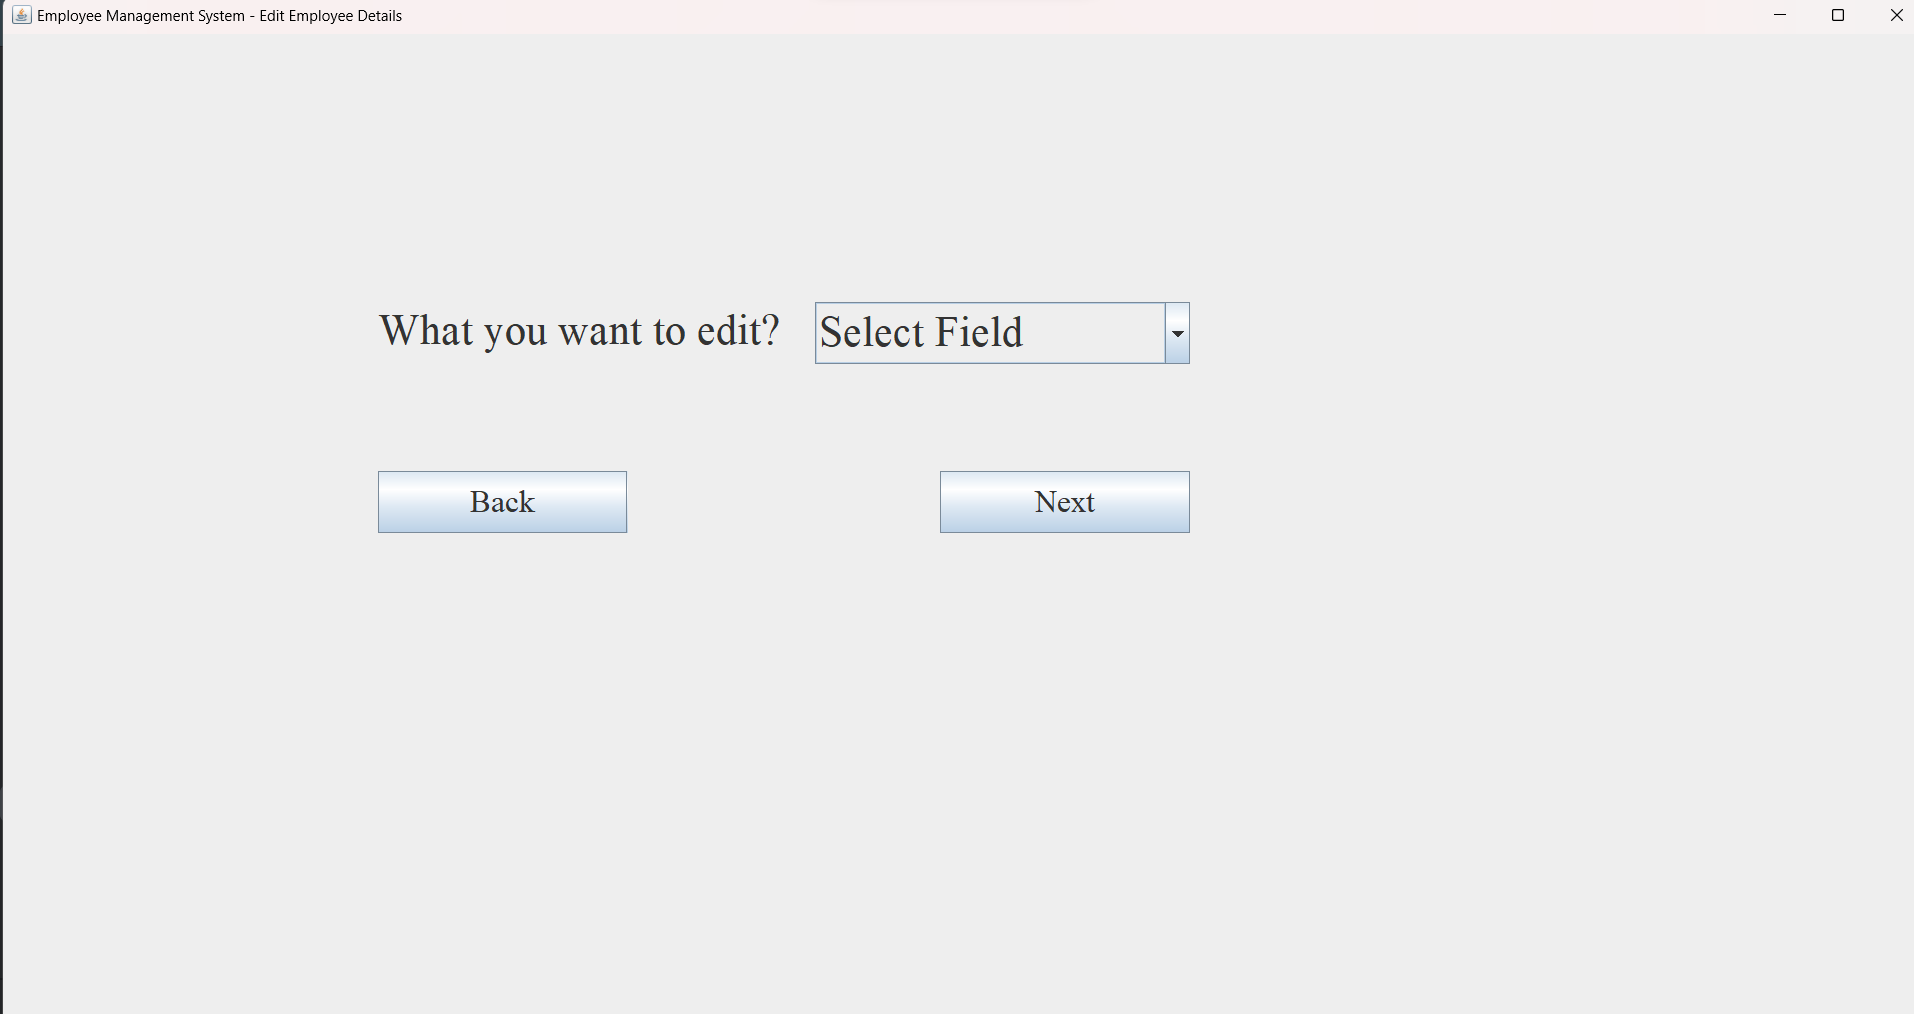 Employee Management System - Edit Employee Details
What you want to edit? Select Field
Back Next